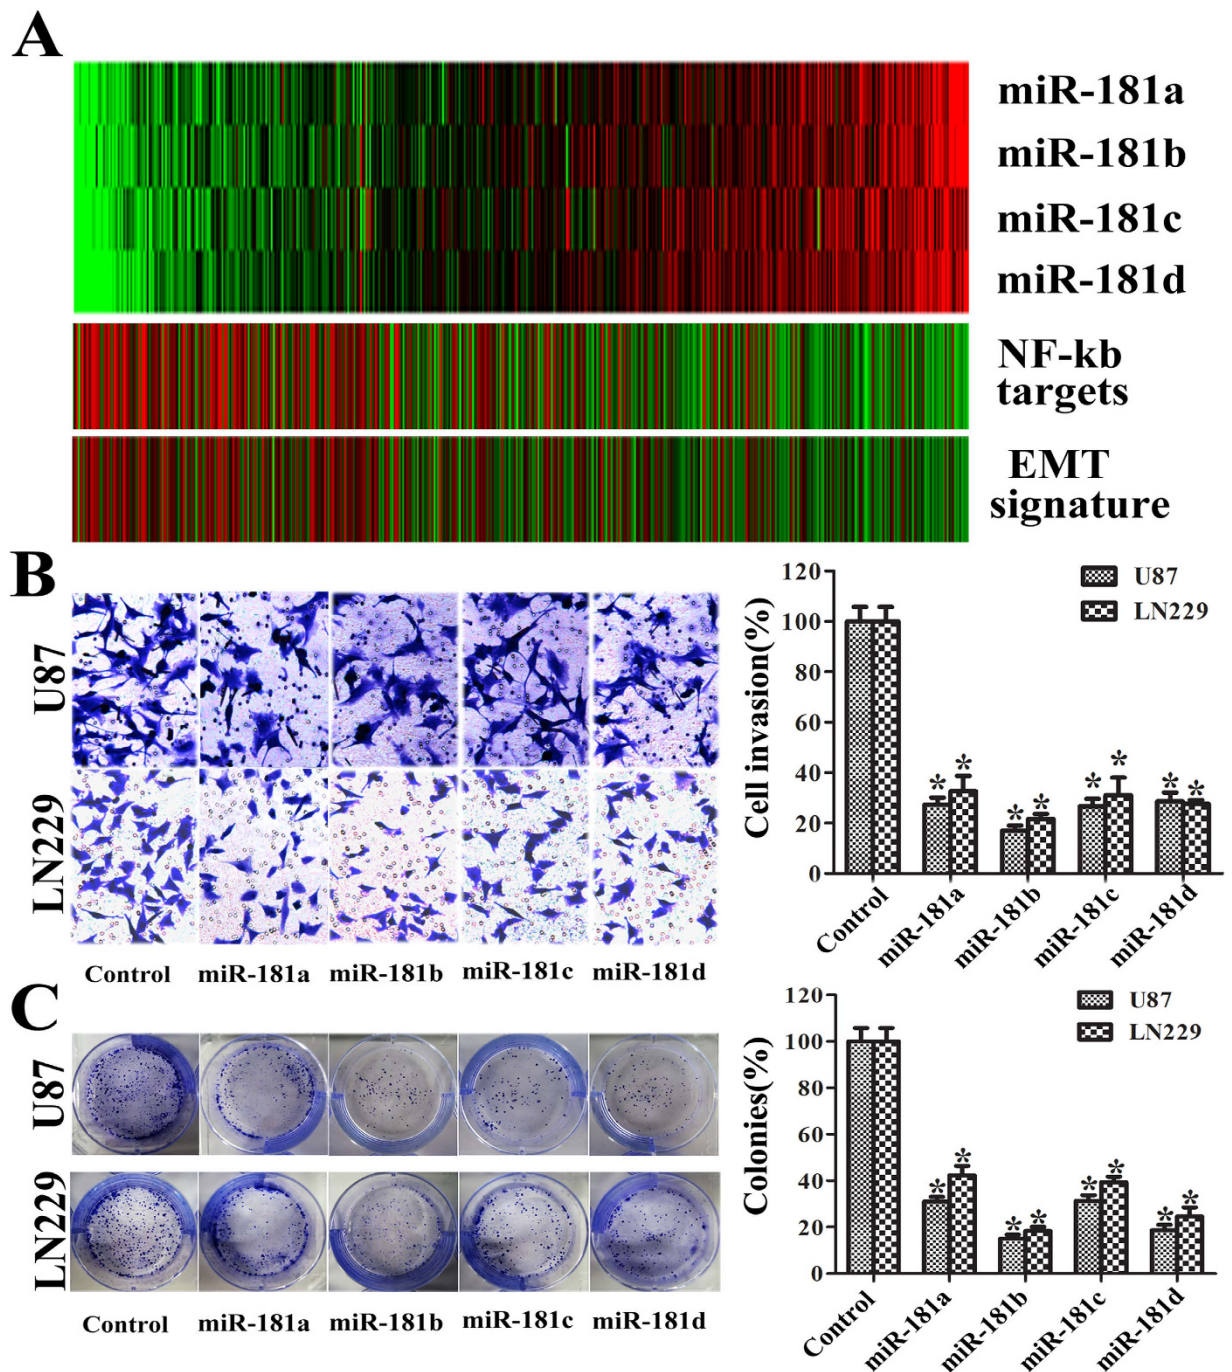 A
miR-181a
miR-181b
miR-181c
miR-181d
NF-kb
targets
EMT
signature
B
U87
LN229
Control miR-181a miR-181b miR-181c miR-181d
Cell invasion(%)
120
100
80
60
40
20
0
U87
LN229
* * * * * * * *
Control miR-181a miR-181b miR-181c miR-181d
C
U87
LN229
Control miR-181a miR-181b miR-181c miR-181d
Colonies(%)
120
100
80
60
40
20
0
U87
LN229
* * * * * * * *
Control miR-181a miR-181b miR-181c miR-181d